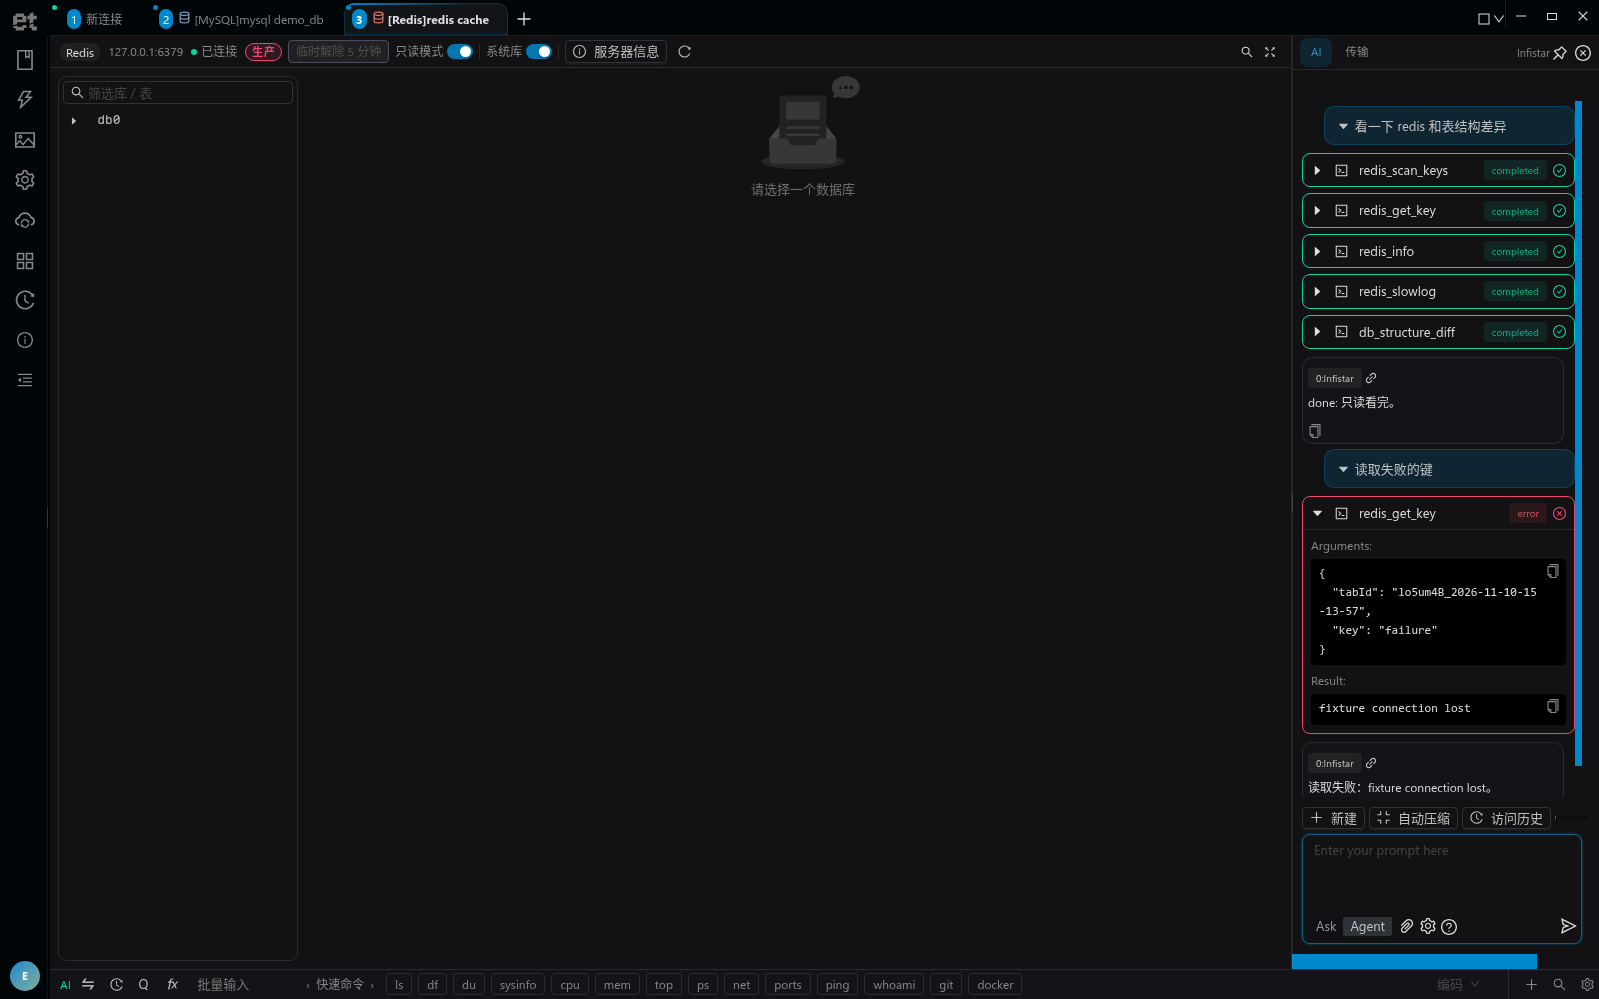 et
1 新连接
2 [MySQL]mysql demo_db
3 [Redis]redis cache
Redis 127.0.0.1:6379 已连接 生产 临时解除 5 分钟 只读模式 系统库 服务器信息
筛选库 / 表
db0
请选择一个数据库
AI 传输 Infistar
看一下 redis 和表结构差异
redis_scan_keys completed
redis_get_key completed
redis_info completed
redis_slowlog completed
db_structure_diff completed
0:Infistar
done: 只读看完。
读取失败的键
redis_get_key error
Arguments:
{
"tabId": "lo5um4B_2026-11-10-15
-13-57",
"key": "failure"
}
Result:
fixture connection lost
0:Infistar
读取失败：fixture connection lost。
新建 自动压缩 访问历史
Enter your prompt here
Ask Agent
E
AI Q fx 批量输入 ‹ 快速命令 › ls df du sysinfo cpu mem top ps net ports ping whoami git docker 编码